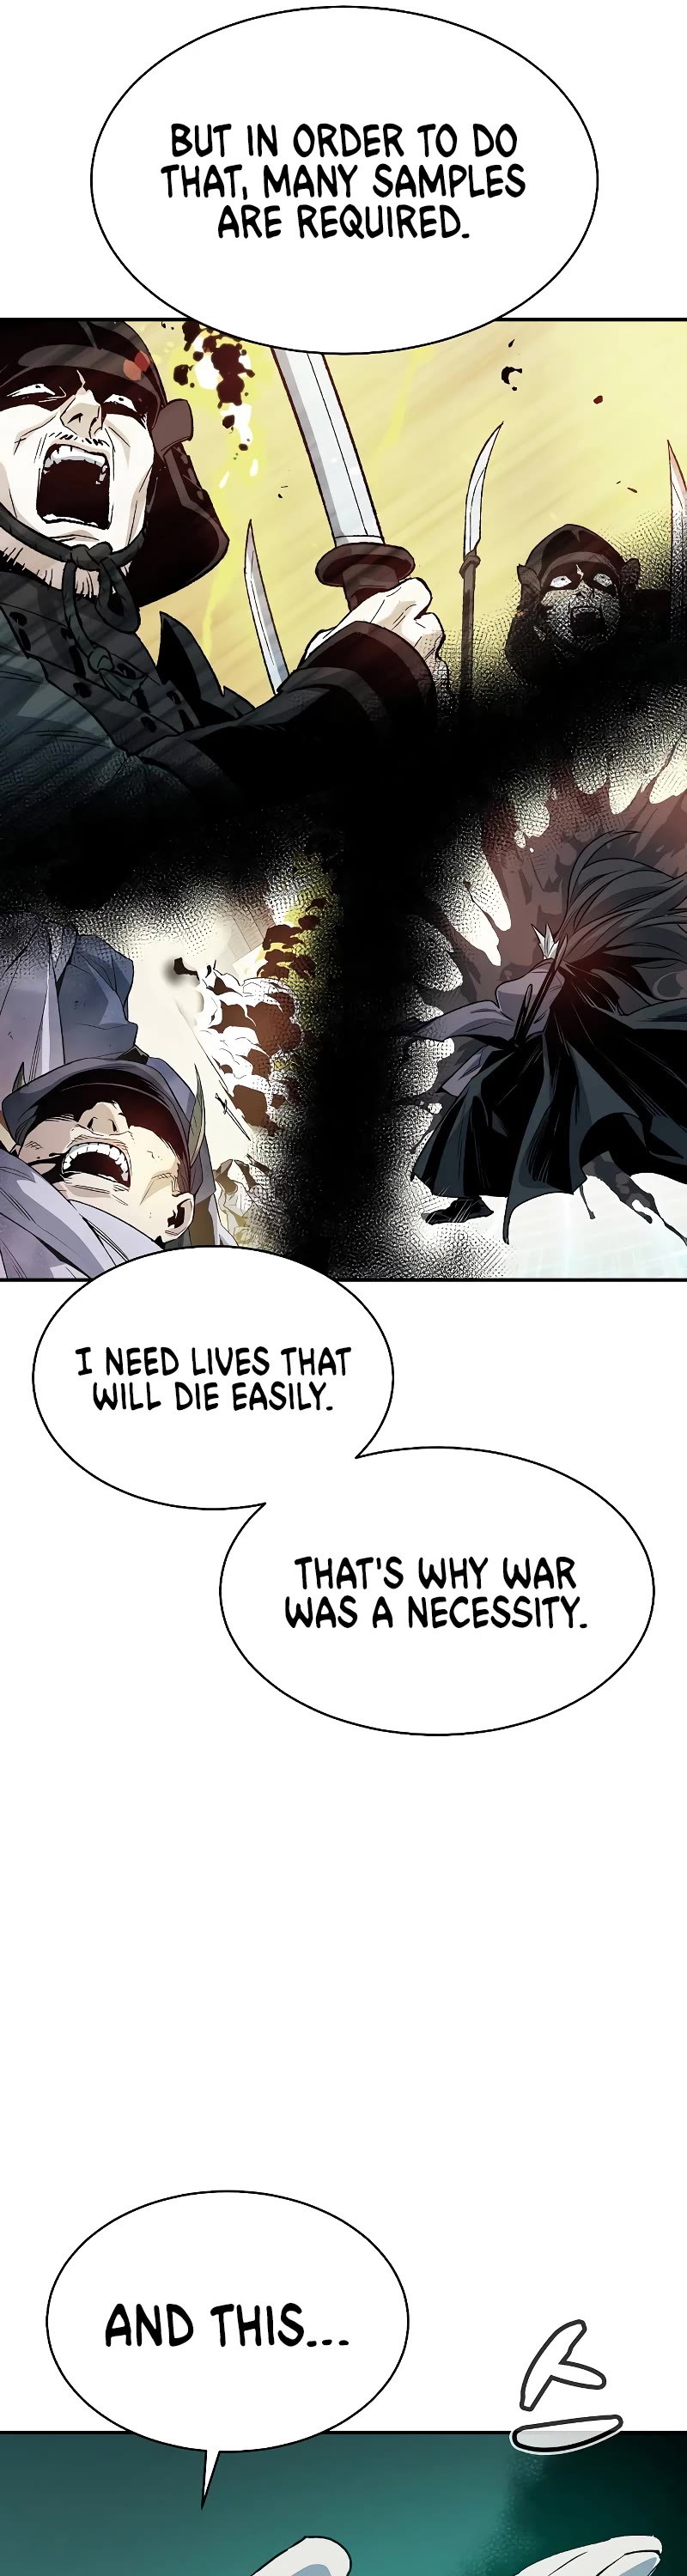 BUT IN ORDER TO DO
THAT, MANY SAMPLES
ARE REQUIRED.
I NEED LIVES THAT
WILL DIE EASILY.
THAT'S WHY WAR
WAS A NECESSITY.
AND THIS...
스